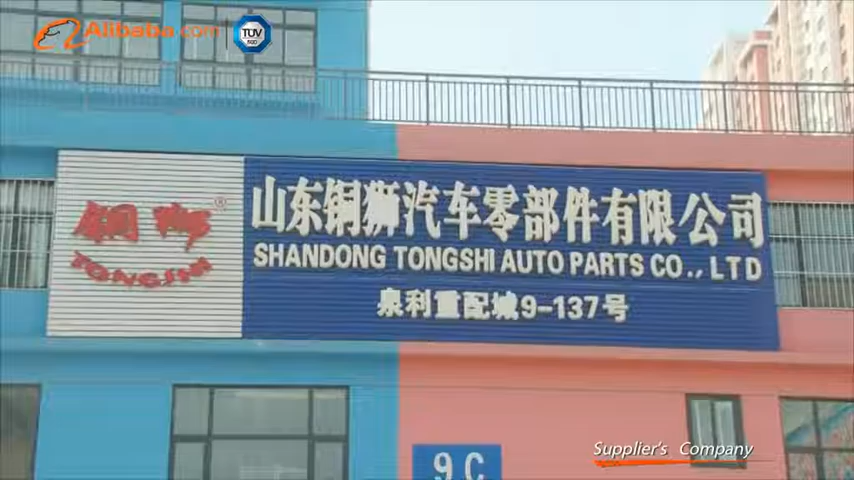 Alibaba.com
TÜV
SÜD
山东铜狮汽车零部件有限公司
SHANDONG TONGSHI AUTO PARTS CO.,LTD
泉利重配城9-137号
铜狮®
TONGSHI
9C
Supplier's Company